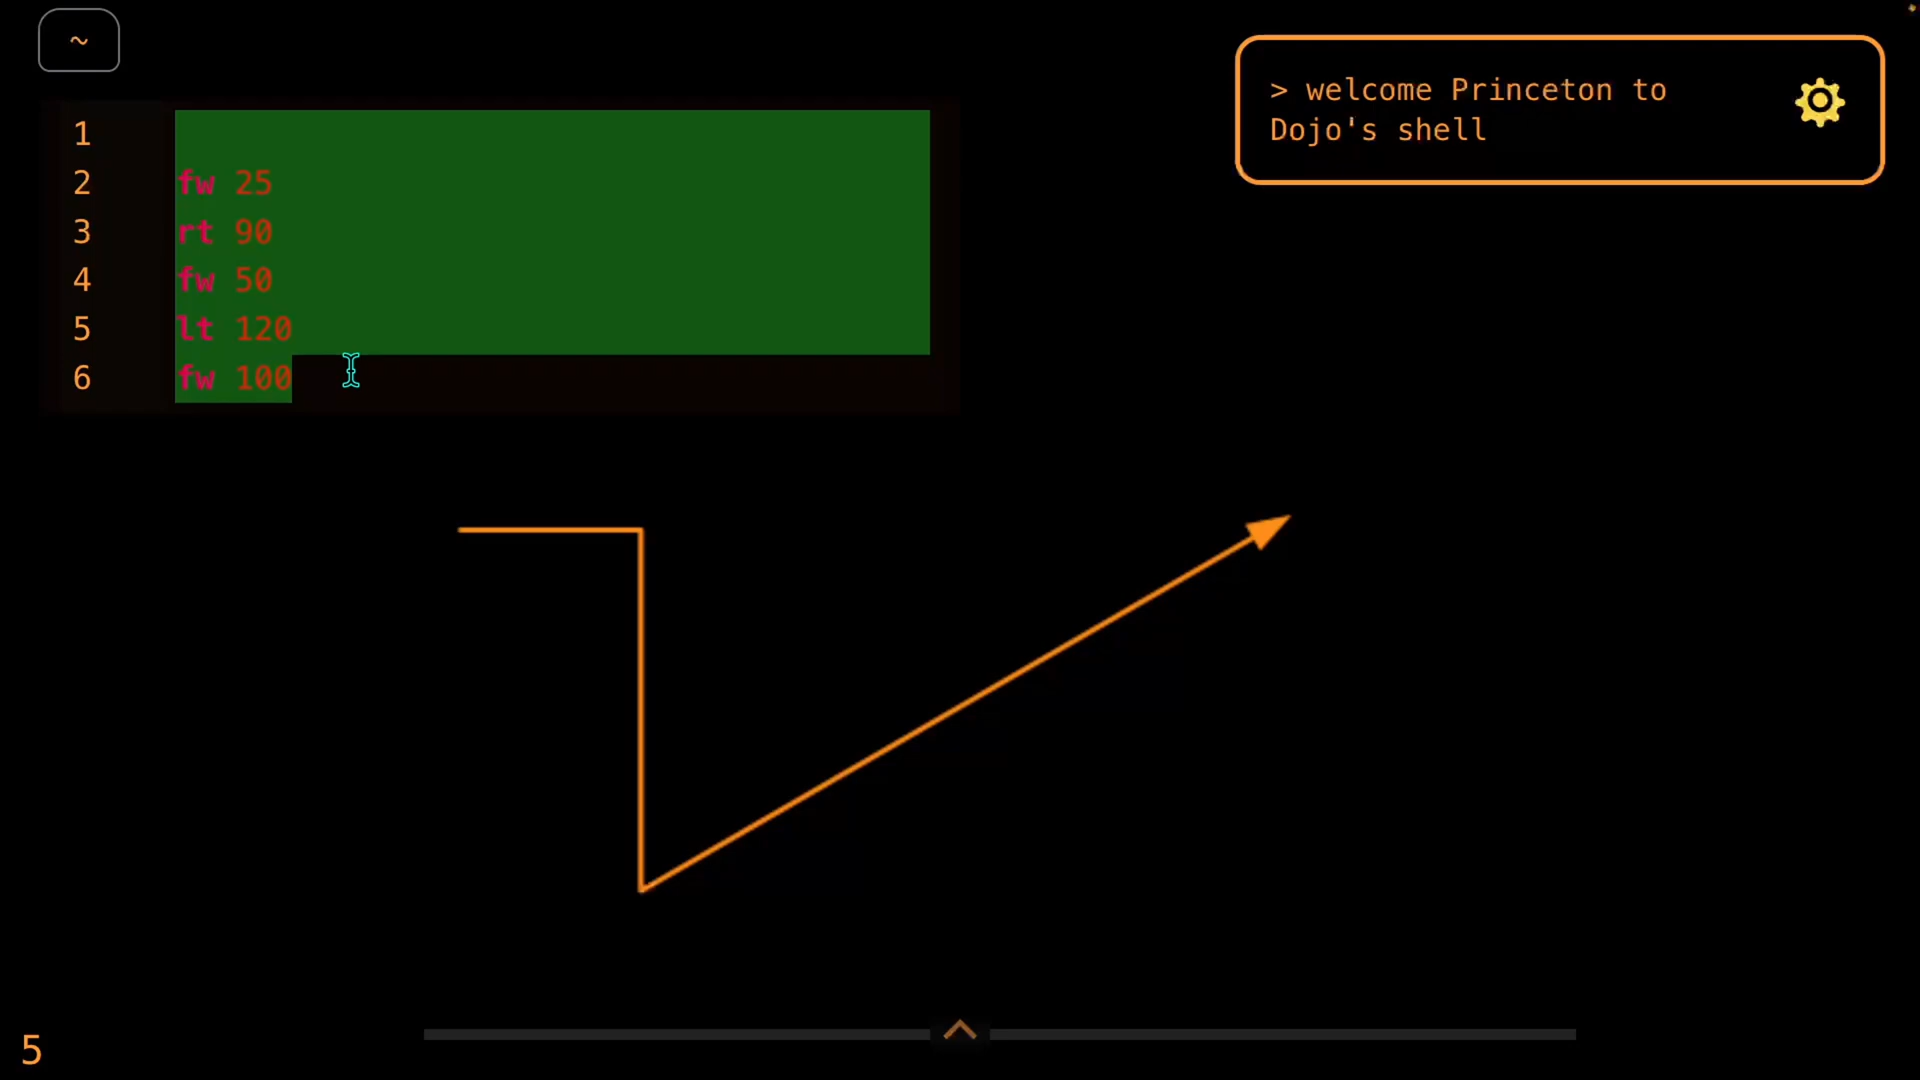 ~
> welcome Princeton to
Dojo's shell
1
2 fw 25
3 rt 90
4 fw 50
5 lt 120
6 fw 100
5